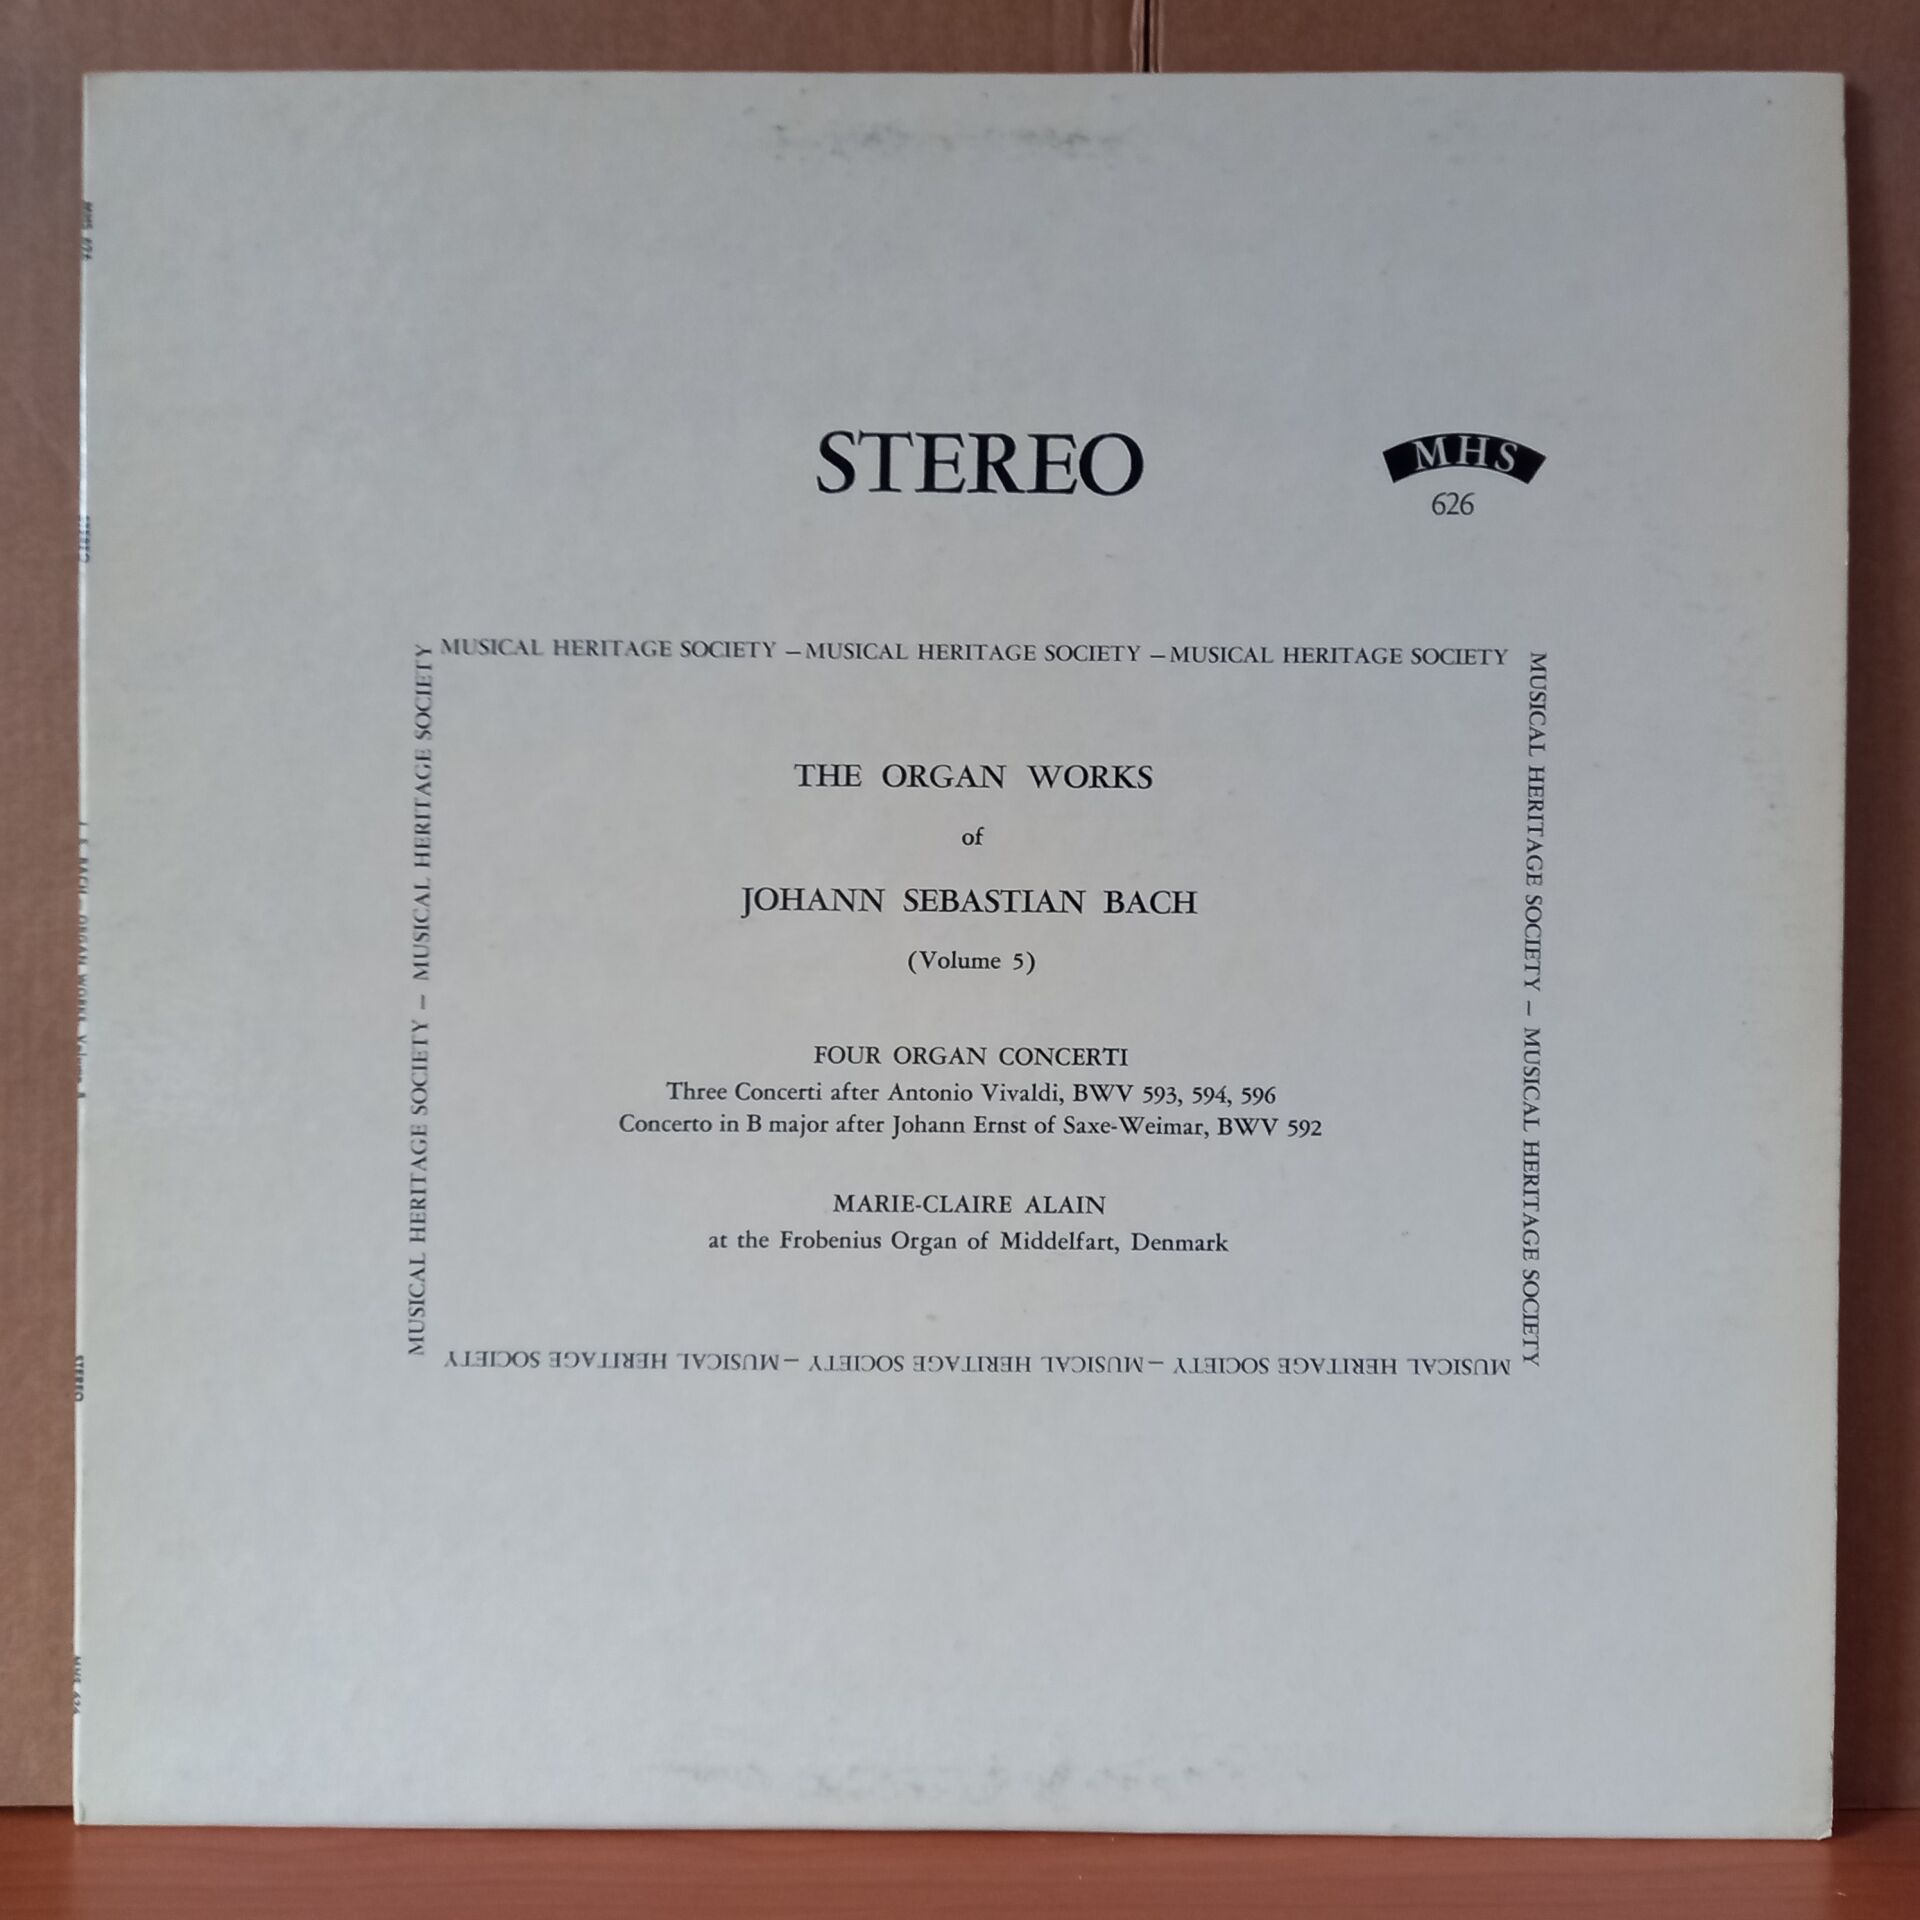 STEREO
MHS
626
MUSICAL HERITAGE SOCIETY – MUSICAL HERITAGE SOCIETY – MUSICAL HERITAGE SOCIETY
MUSICAL HERITAGE SOCIETY – MUSICAL HERITAGE SOCIETY
THE ORGAN WORKS
of
JOHANN SEBASTIAN BACH
(Volume 5)
FOUR ORGAN CONCERTI
Three Concerti after Antonio Vivaldi, BWV 593, 594, 596
Concerto in B major after Johann Ernst of Saxe-Weimar, BWV 592
MARIE-CLAIRE ALAIN
at the Frobenius Organ of Middelfart, Denmark
MUSICAL HERITAGE SOCIETY – MUSICAL HERITAGE SOCIETY
MUSICAL HERITAGE SOCIETY – MUSICAL HERITAGE SOCIETY – MUSICAL HERITAGE SOCIETY
STEREO